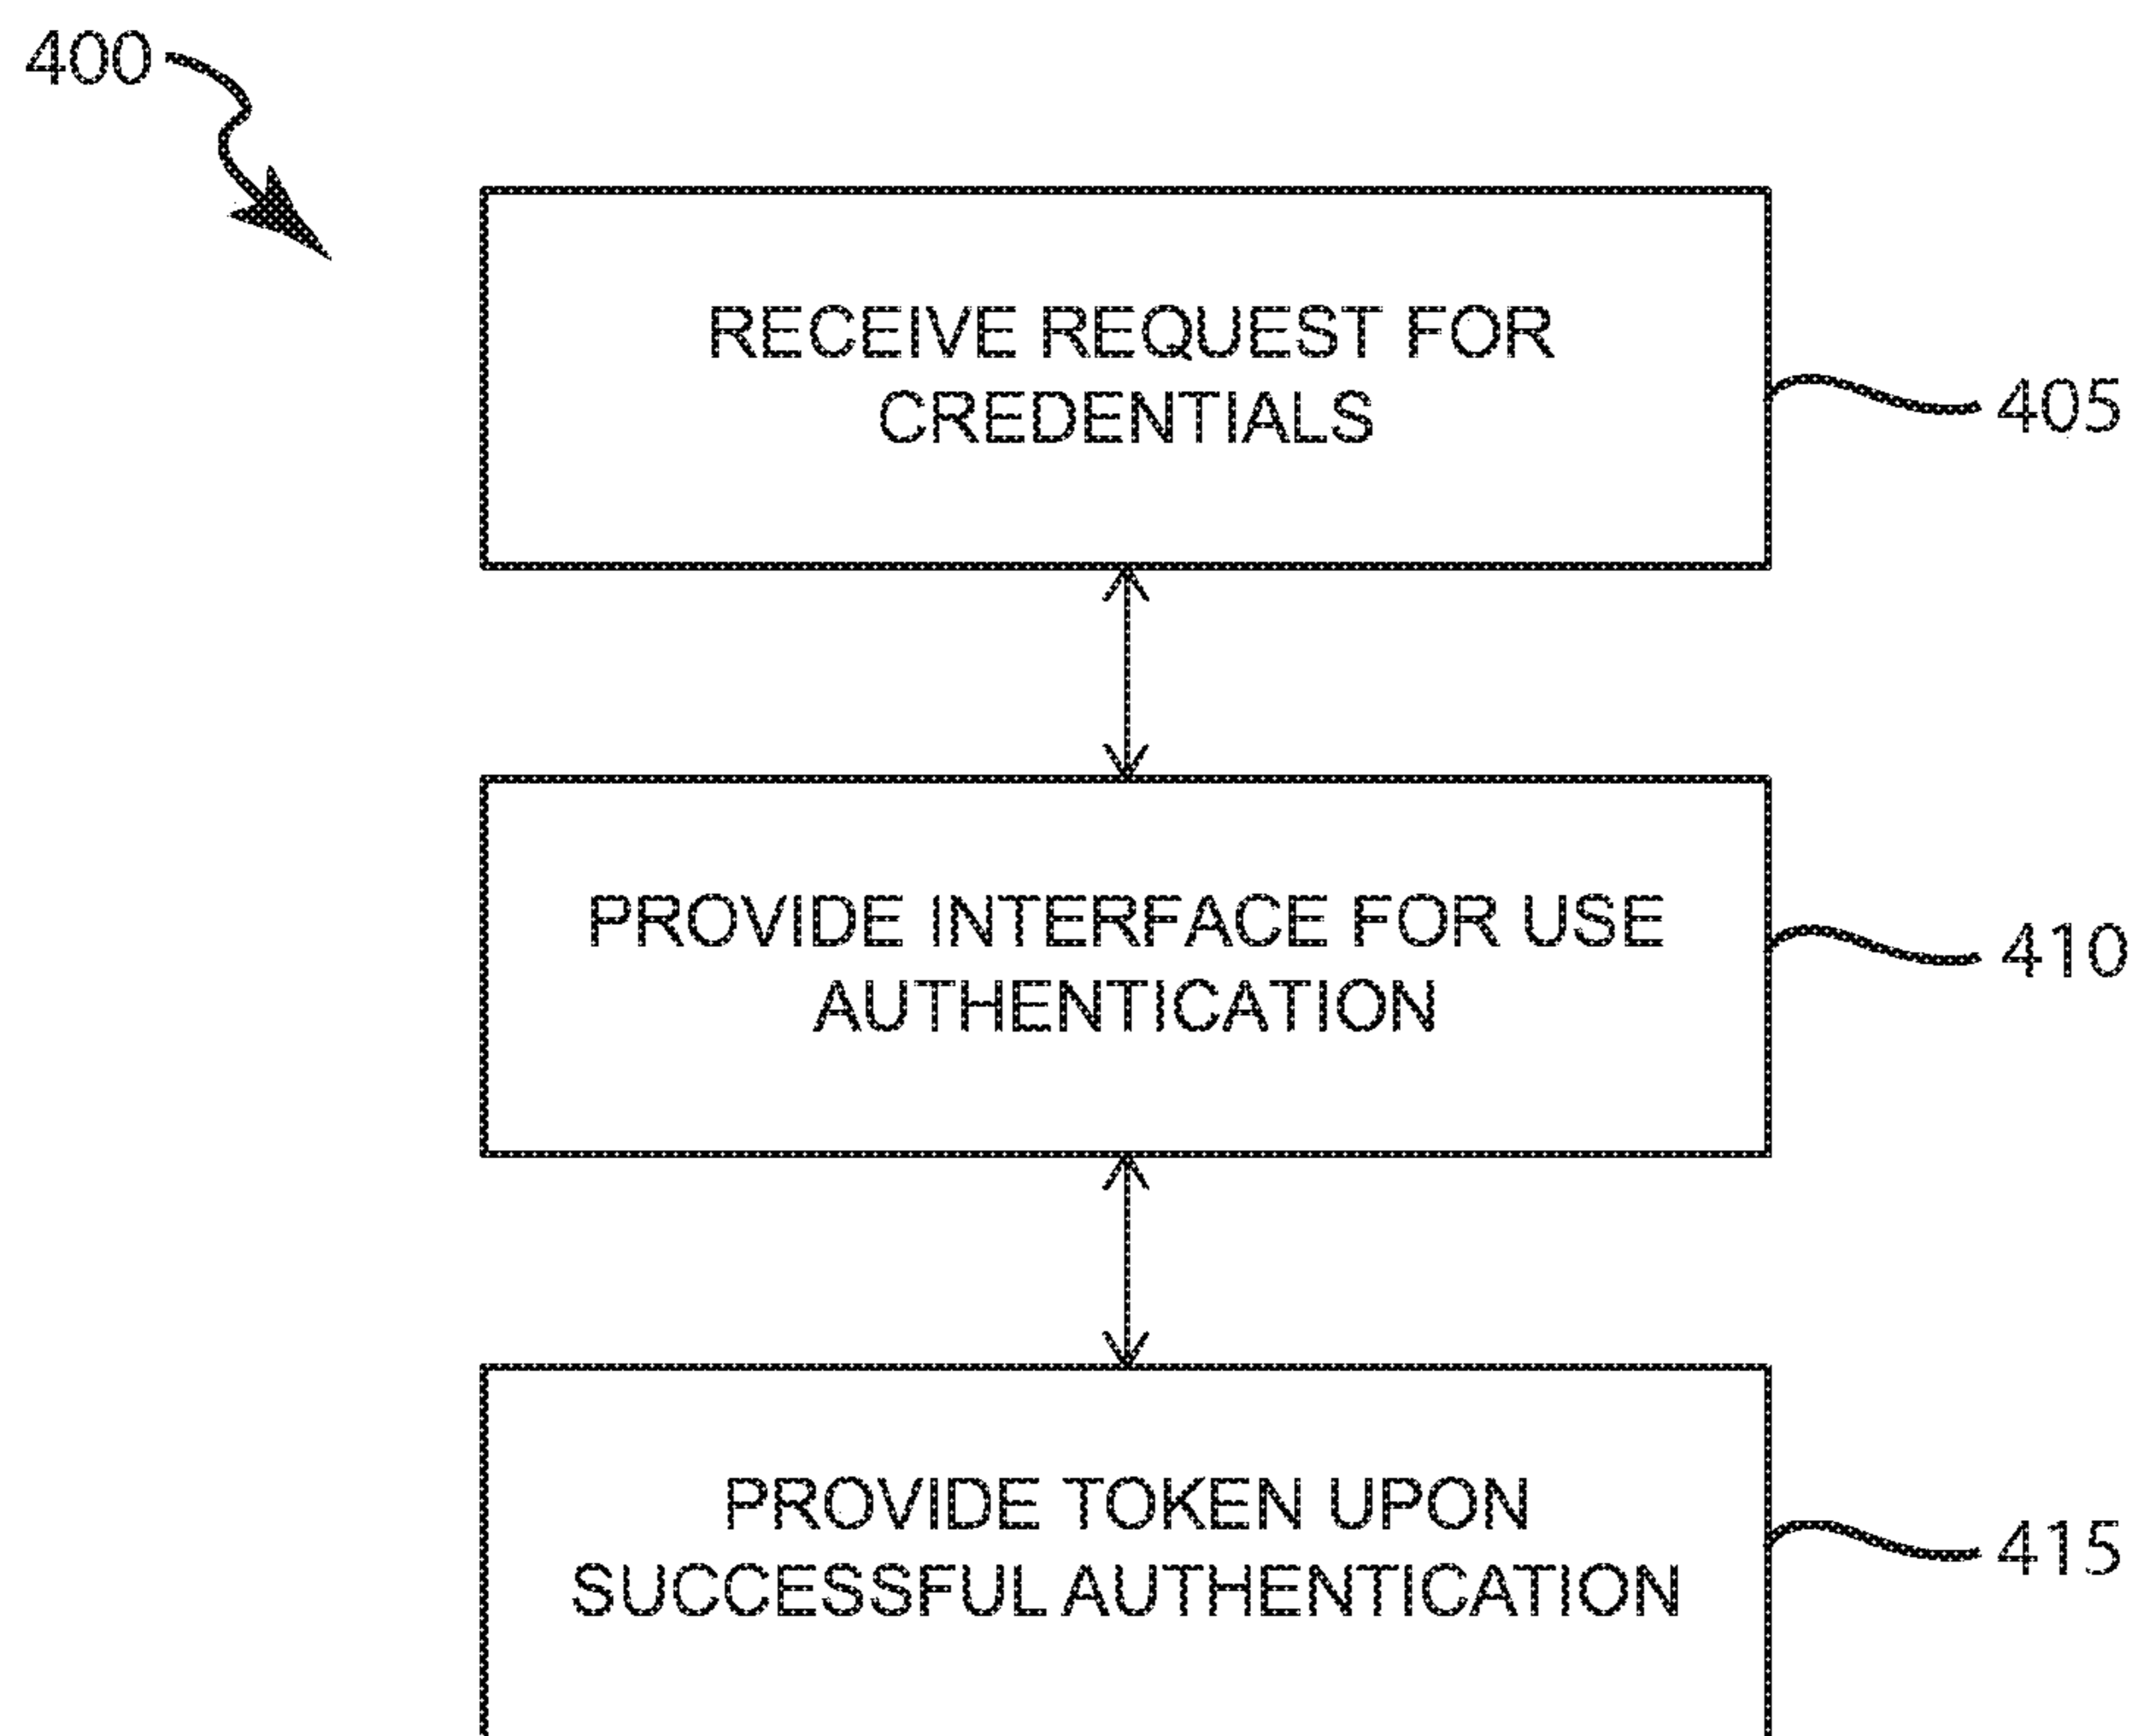 400
RECEIVE REQUEST FOR
CREDENTIALS
405
PROVIDE INTERFACE FOR USE
AUTHENTICATION
410
PROVIDE TOKEN UPON
SUCCESSFUL AUTHENTICATION
415